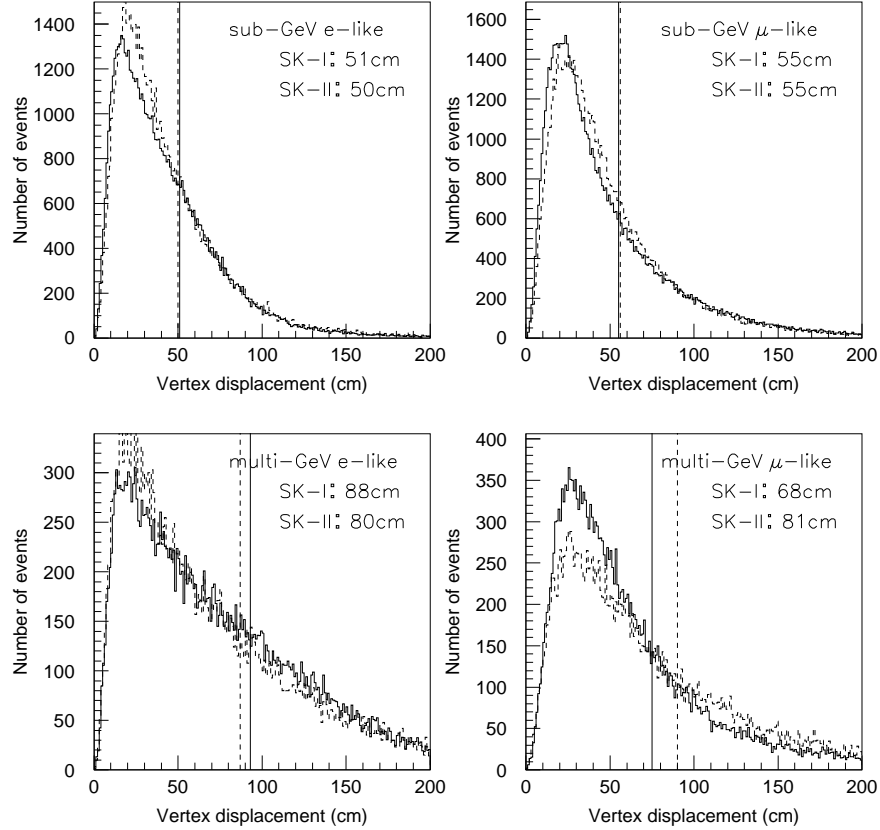 sub-GeV e-like
SK-I: 51cm
SK-II: 50cm
Number of events
1400
1200
1000
800
600
400
200
0
0 50 100 150 200
Vertex displacement (cm)
sub-GeV μ-like
SK-I: 55cm
SK-II: 55cm
Number of events
1600
1400
1200
1000
800
600
400
200
0
0 50 100 150 200
Vertex displacement (cm)
multi-GeV e-like
SK-I: 88cm
SK-II: 80cm
Number of events
300
250
200
150
100
50
0
0 50 100 150 200
Vertex displacement (cm)
multi-GeV μ-like
SK-I: 68cm
SK-II: 81cm
Number of events
400
350
300
250
200
150
100
50
0
0 50 100 150 200
Vertex displacement (cm)